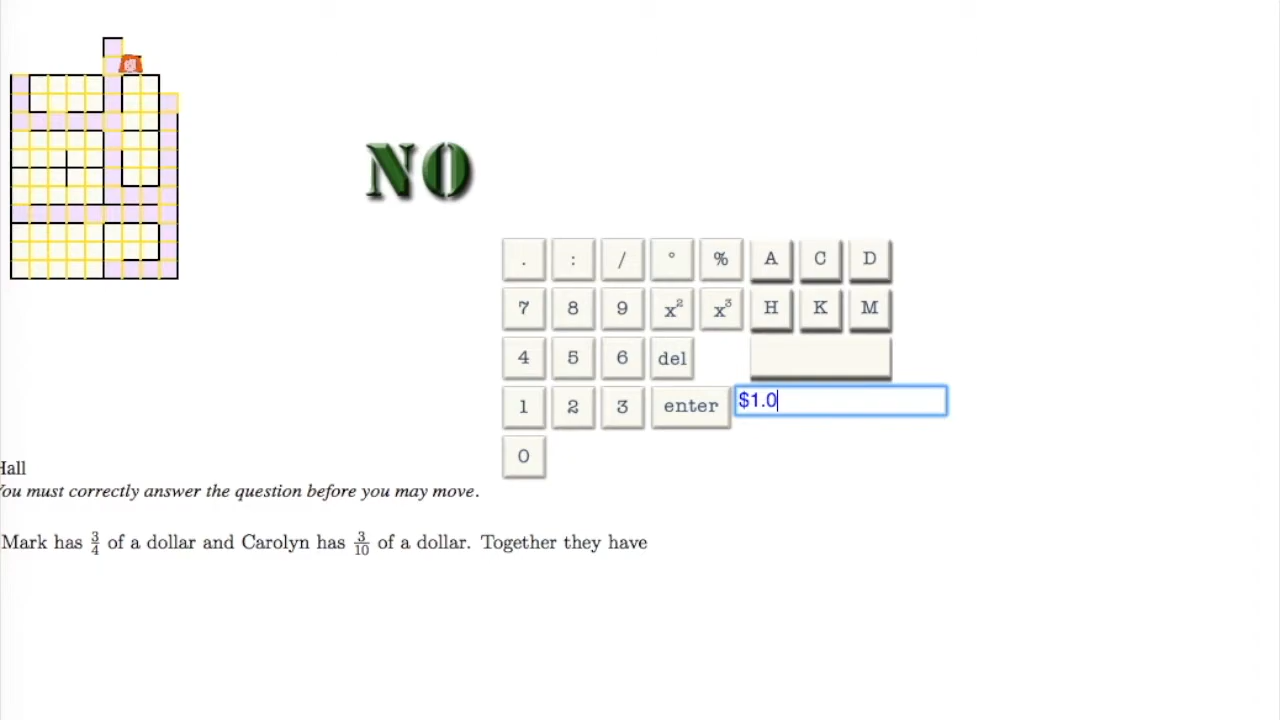 NO
. : / ° % A C D
7 8 9 x² x³ H K M
4 5 6 del
1 2 3 enter $1.0
0
Hall
You must correctly answer the question before you may move.
Mark has 3/4 of a dollar and Carolyn has 3/10 of a dollar. Together they have